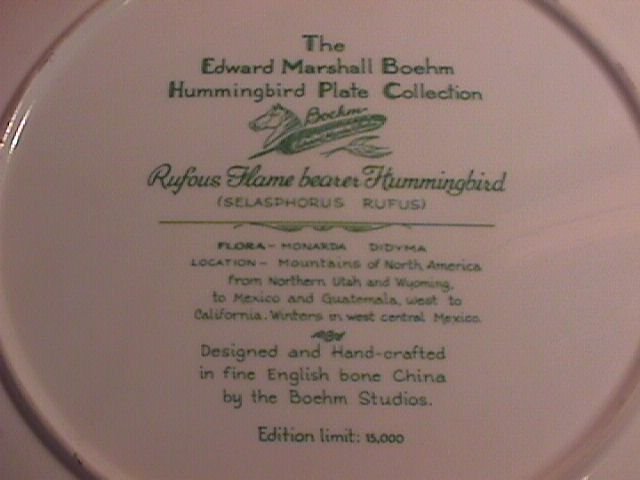 The
Edward Marshall Boehm
Hummingbird Plate Collection
Boehm
Rufous Flame bearer Hummingbird
(SELASPHORUS RUFUS)
FLORA - MONARDA DIDYMA
LOCATION - Mountains of North America
from Northern Utah and Wyoming,
to Mexico and Guatemala, west to
California. Winters in west central Mexico.
Designed and Hand-crafted
in fine English bone China
by the Boehm Studios.
Edition limit: 15,000